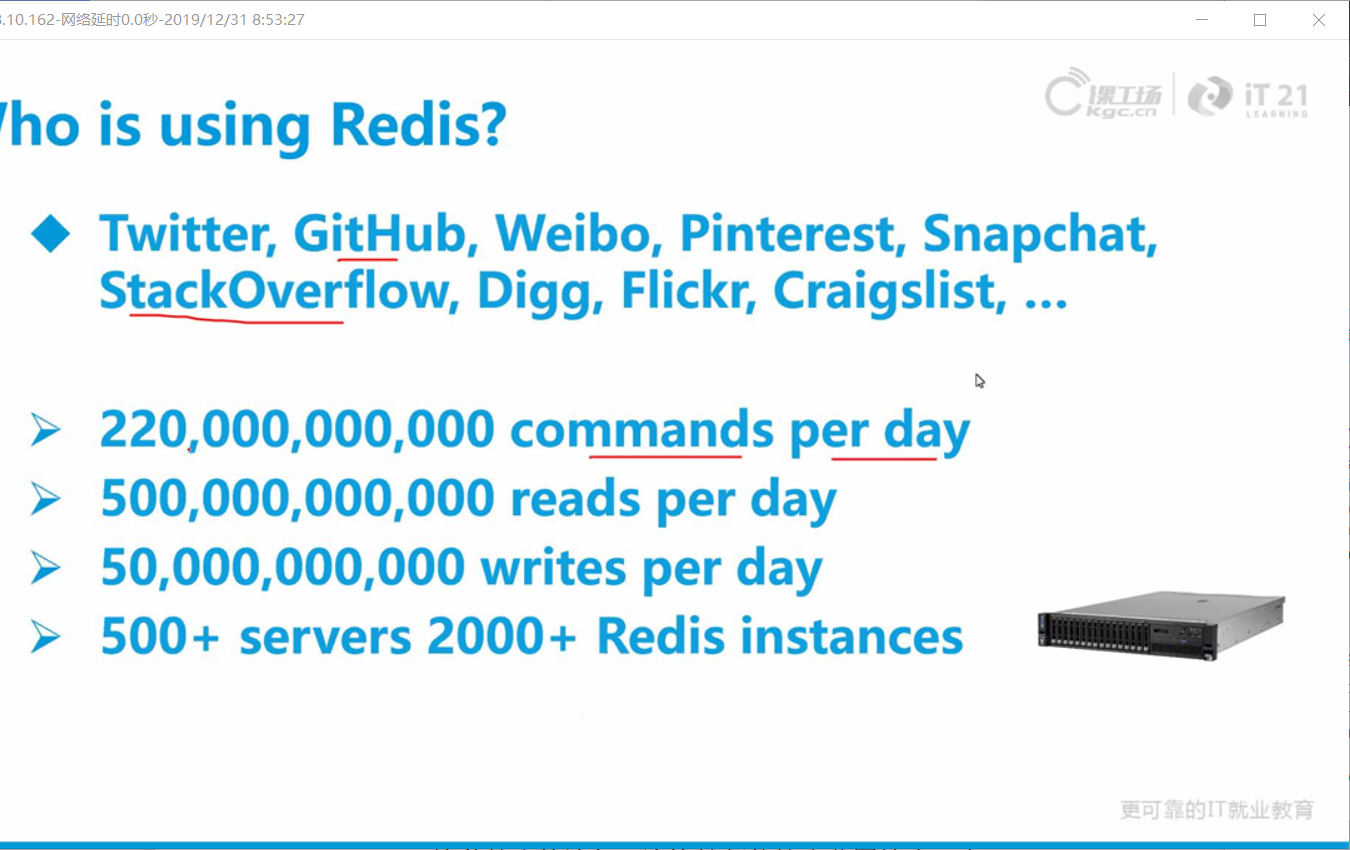 .10.162-网络延时0.0秒-2019/12/31 8:53:27
课工场
kgc.cn
iT 21
LEARNING
ho is using Redis?
Twitter, GitHub, Weibo, Pinterest, Snapchat,
StackOverflow, Digg, Flickr, Craigslist, ...
220,000,000,000 commands per day
500,000,000,000 reads per day
50,000,000,000 writes per day
500+ servers 2000+ Redis instances
更可靠的IT就业教育